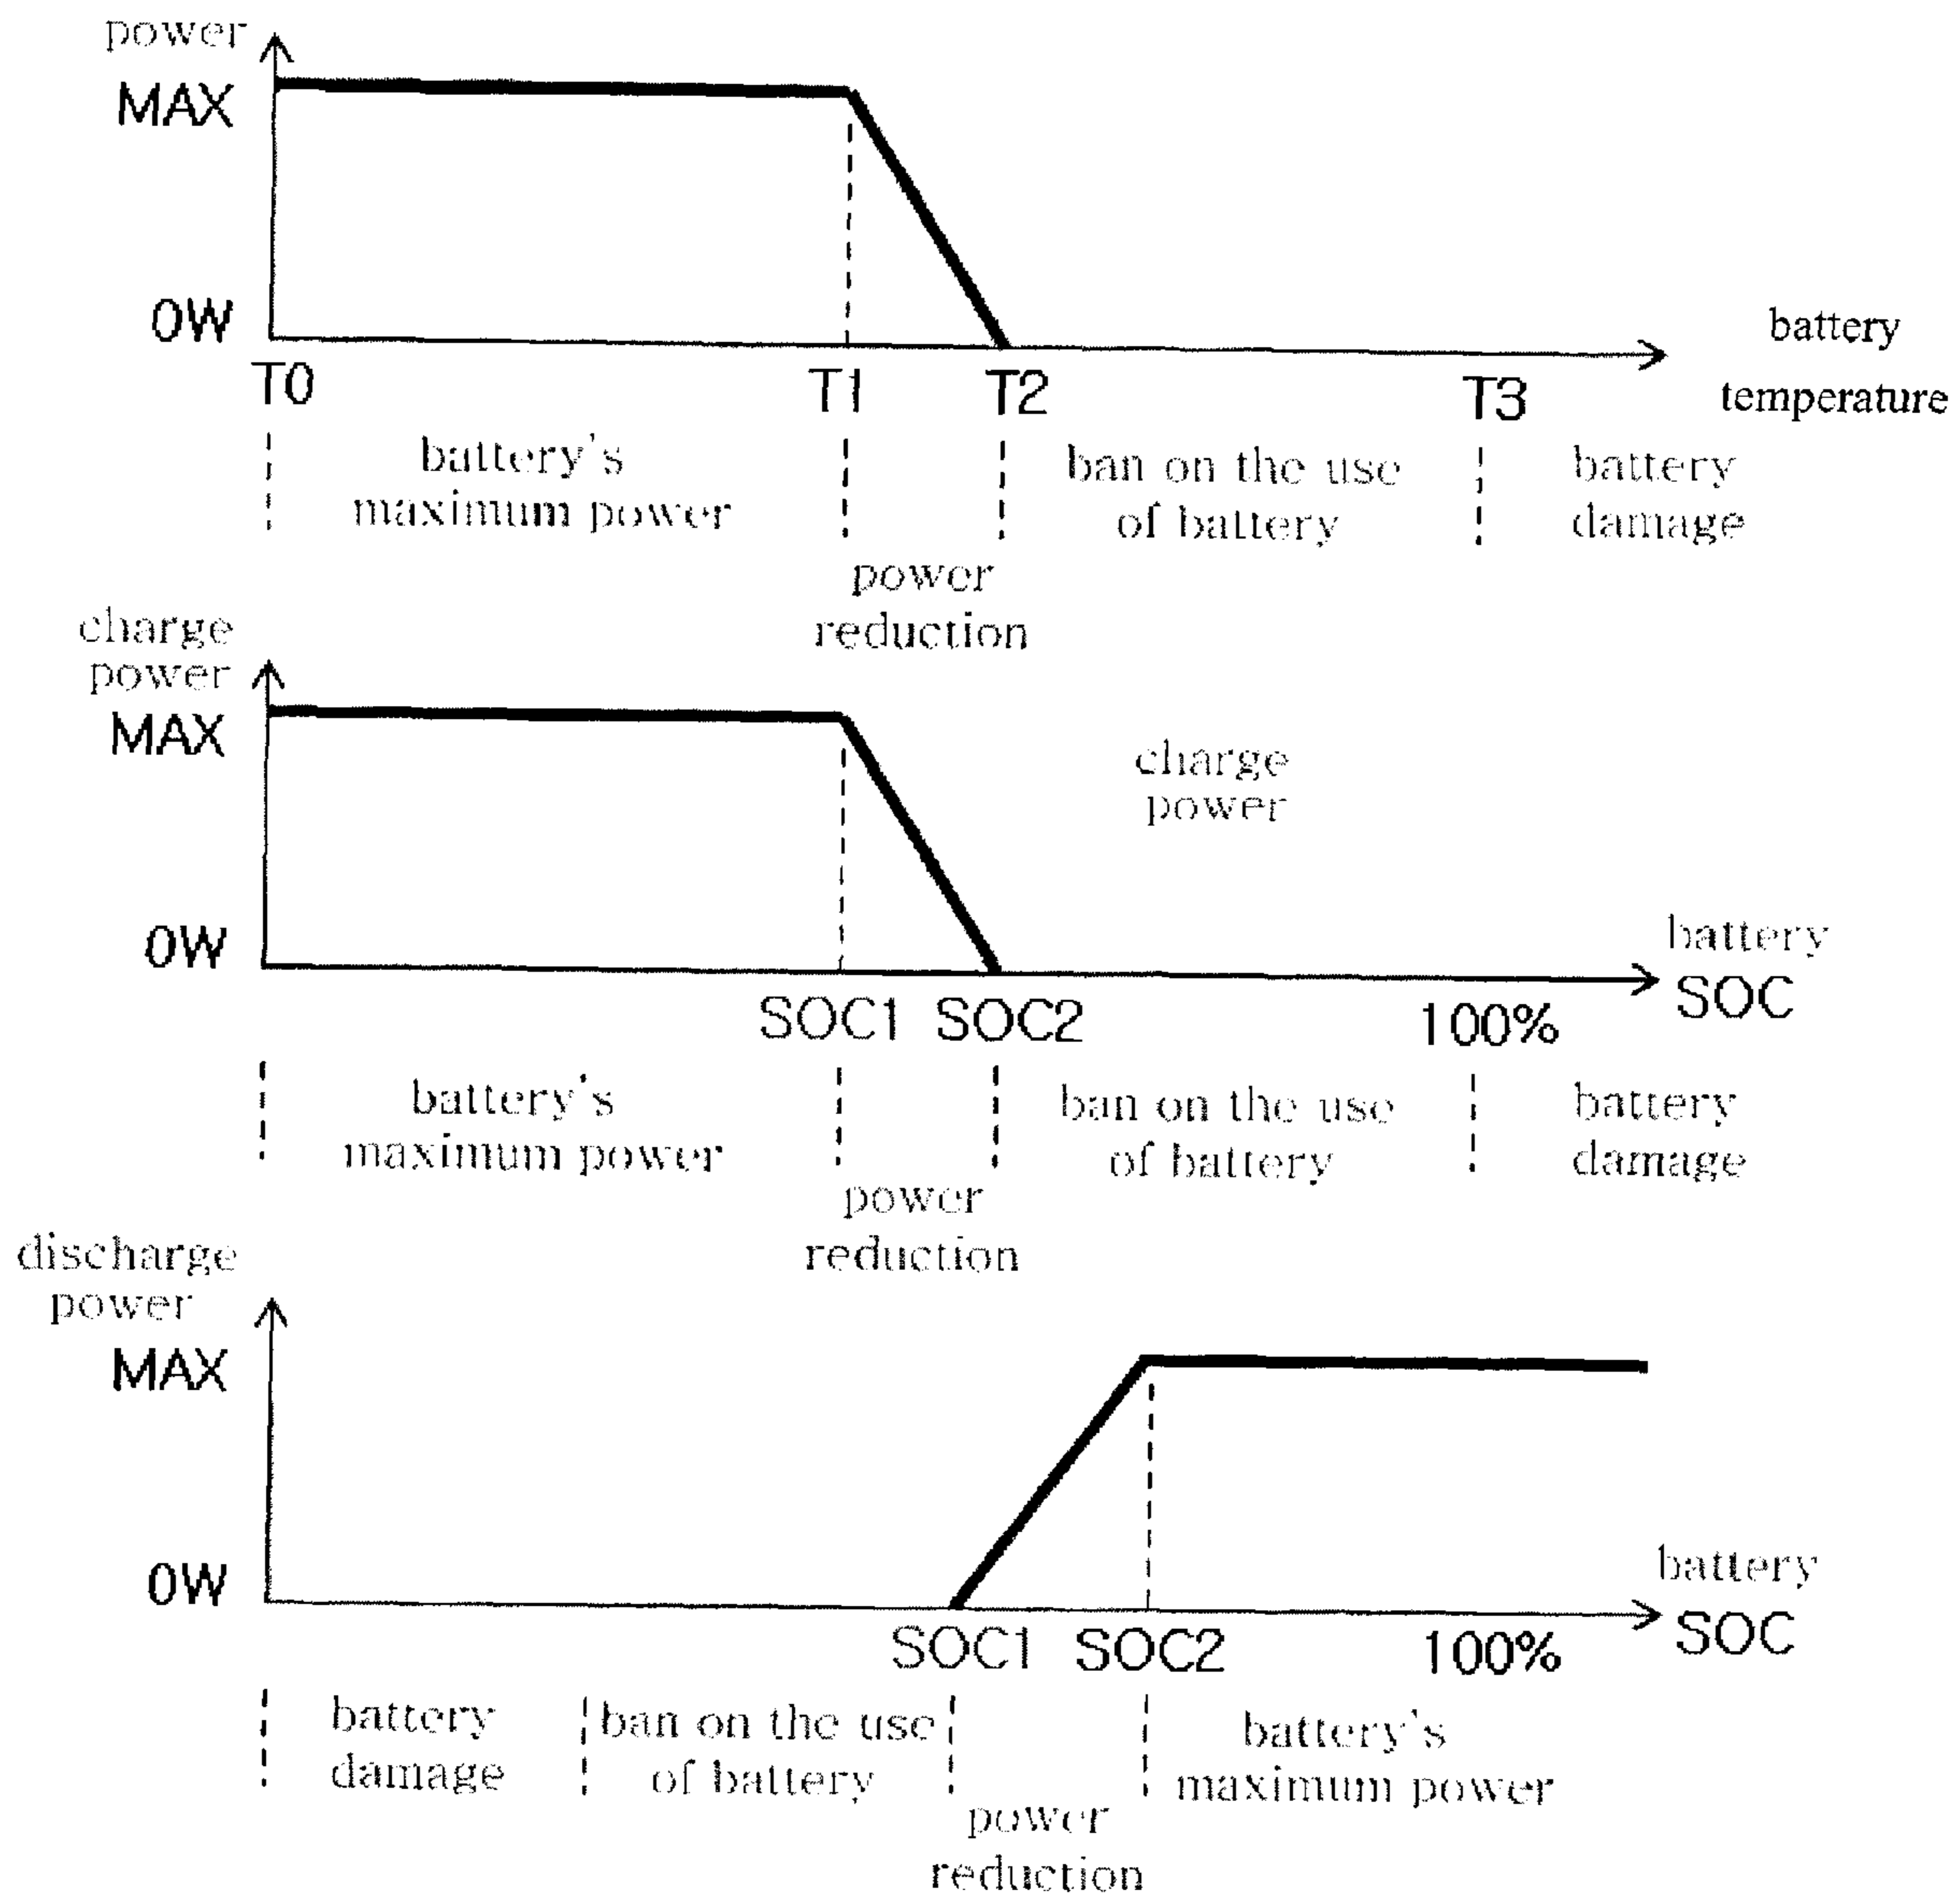 power
MAX
0W
battery
temperature
T0 T1 T2 T3
battery's
maximum power
ban on the use
of battery
battery
damage
power
reduction
charge
power
MAX
charge
power
0W
battery
SOC
SOC1 SOC2 100%
battery's
maximum power
ban on the use
of battery
battery
damage
power
reduction
discharge
power
MAX
0W
battery
SOC
SOC1 SOC2 100%
battery
damage
ban on the use
of battery
battery's
maximum power
power
reduction